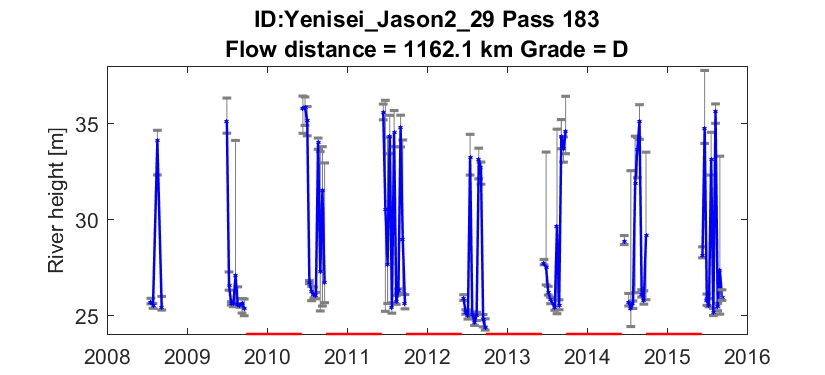 ID:Yenisei_Jason2_29 Pass 183
Flow distance = 1162.1 km Grade = D
River height [m]
35
30
25
2008 2009 2010 2011 2012 2013 2014 2015 2016